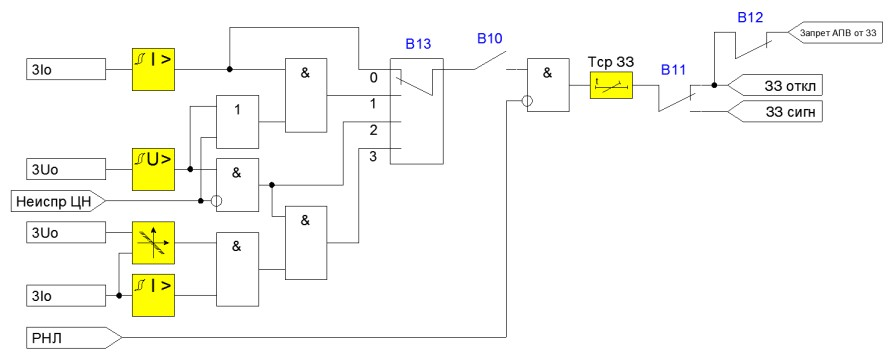 B12
Запрет АПВ от ЗЗ
B13
B10
Тср ЗЗ
B11
3Io
I >
&
0
&
t
ЗЗ откл
1
1
ЗЗ сигн
2
3Uo
U>
&
3
Неиспр ЦН
3Uo
&
&
3Io
I >
РНЛ